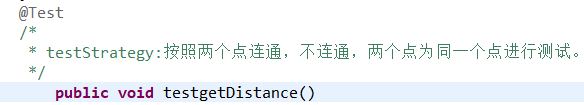 @Test
/*
 * testStrategy:按照两个点连通，不连通，两个点为同一个点进行测试。
 */
public void testgetDistance()